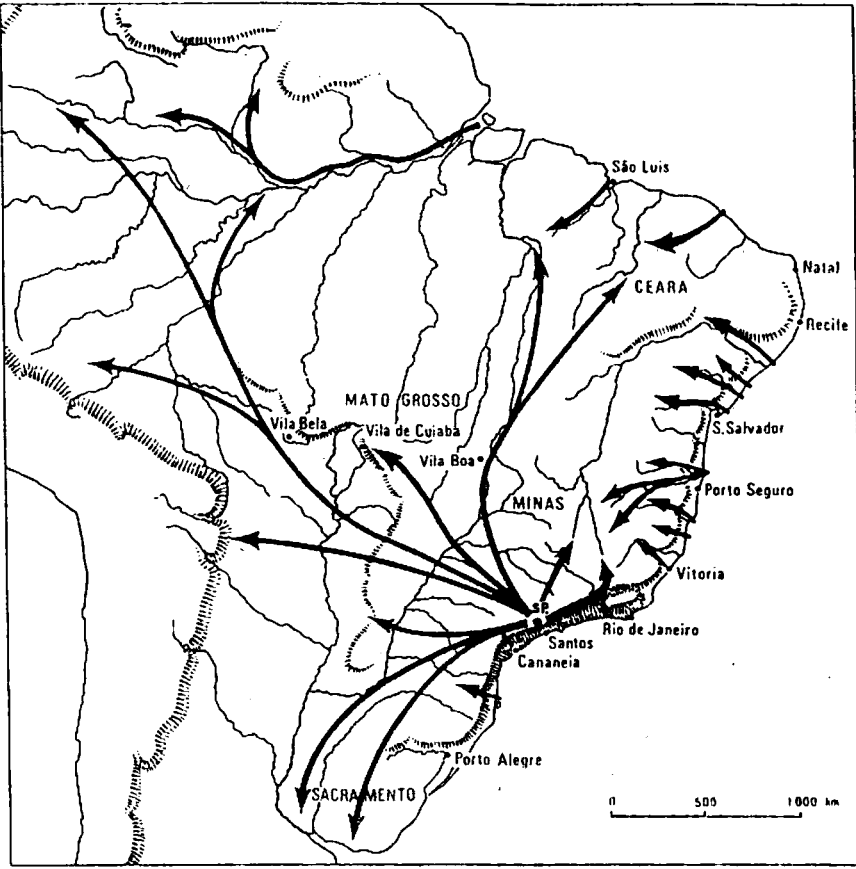 São Luis
Natal
CEARA
Recife
MATO GROSSO
Vila Bela
Vila de Cuiaba
S. Salvador
Vila Boa
MINAS
Porto Seguro
Vitoria
SP.
Santos
Rio de Janeiro
Cananeia
Porto Alegre
SACRAMENTO
0 500 1000 km